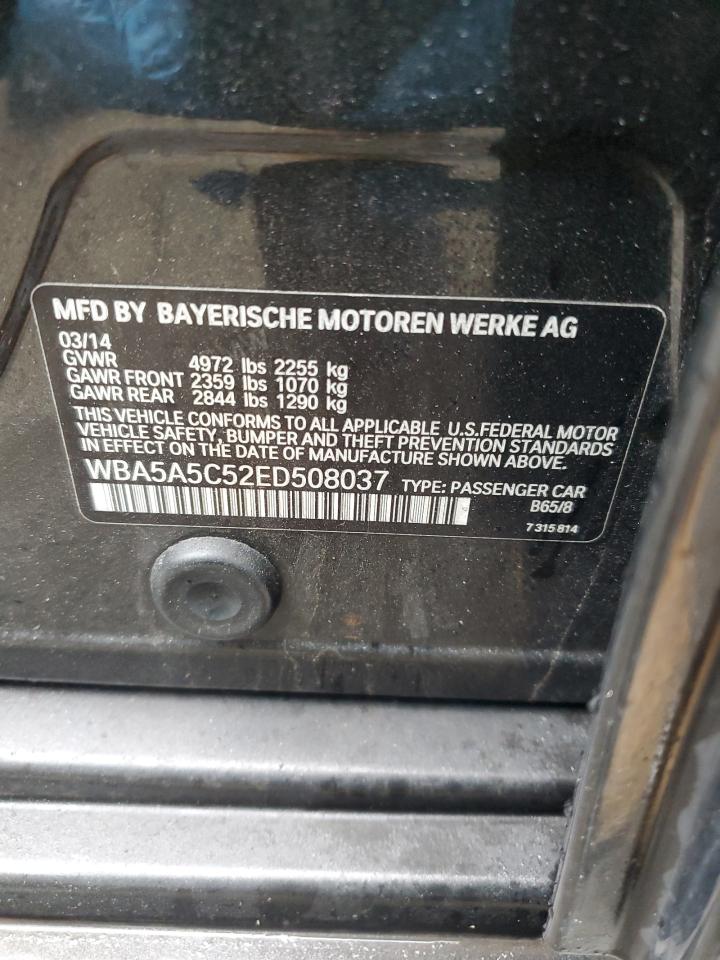 MFD BY BAYERISCHE MOTOREN WERKE AG
03/14
GVWR 4972 lbs 2255 kg
GAWR FRONT 2359 lbs 1070 kg
GAWR REAR 2844 lbs 1290 kg
THIS VEHICLE CONFORMS TO ALL APPLICABLE U.S.FEDERAL MOTOR
VEHICLE SAFETY, BUMPER AND THEFT PREVENTION STANDARDS
IN EFFECT ON THE DATE OF MANUFACTURE SHOWN ABOVE.
WBA5A5C52ED508037 TYPE: PASSENGER CAR
B65/8
7 315 814